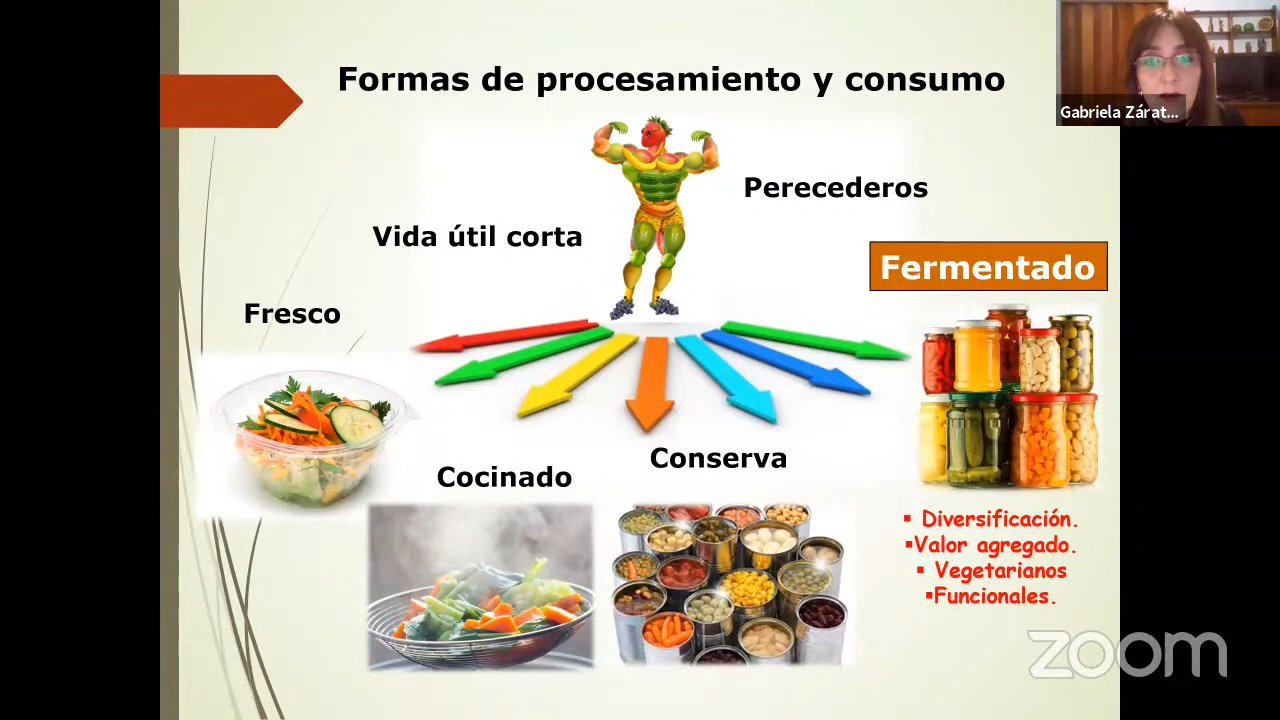 Formas de procesamiento y consumo
Gabriela Zárat...
Perecederos
Vida útil corta
Fermentado
Fresco
Conserva
Cocinado
▪ Diversificación.
▪Valor agregado.
▪ Vegetarianos
▪Funcionales.
zoom